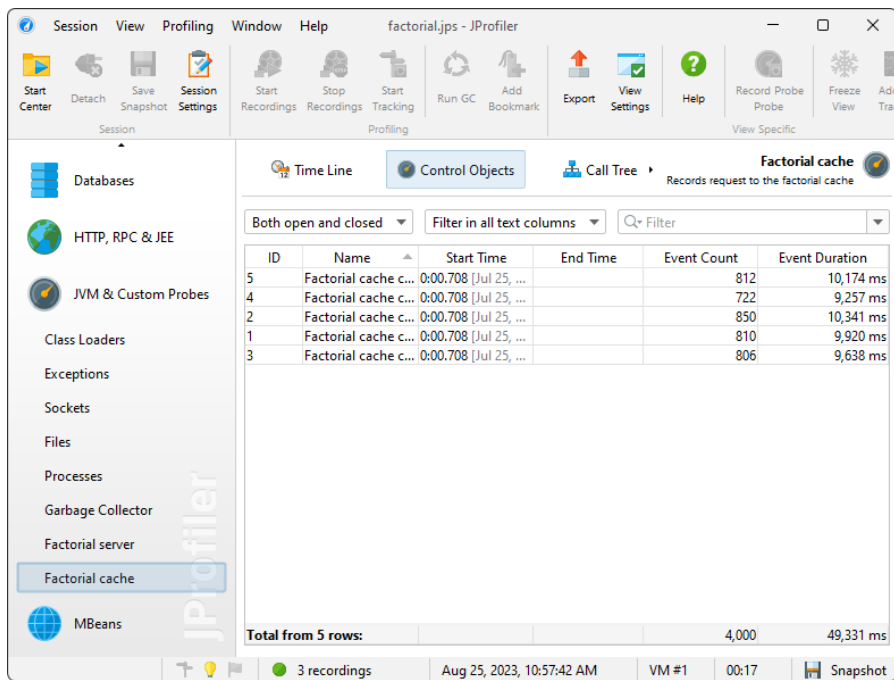 Session View Profiling Window Help factorial.jps - JProfiler
Start Center
Detach
Save Snapshot
Session Settings
Start Recordings
Stop Recordings
Start Tracking
Run GC
Add Bookmark
Export
View Settings
Help
Record Probe Probe
Freeze View
Session Profiling View Specific
Databases
HTTP, RPC & JEE
JVM & Custom Probes
Class Loaders
Exceptions
Sockets
Files
Processes
Garbage Collector
Factorial server
Factorial cache
MBeans
JProfiler
12
Time Line Control Objects Call Tree
Factorial cache
Records request to the factorial cache
Both open and closed Filter in all text columns Filter
ID Name Start Time End Time Event Count Event Duration
5 Factorial cache c... 0:00.708 [Jul 25, ... 812 10,174 ms
4 Factorial cache c... 0:00.708 [Jul 25, ... 722 9,257 ms
2 Factorial cache c... 0:00.708 [Jul 25, ... 850 10,341 ms
1 Factorial cache c... 0:00.708 [Jul 25, ... 810 9,920 ms
3 Factorial cache c... 0:00.708 [Jul 25, ... 806 9,638 ms
Total from 5 rows: 4,000 49,331 ms
3 recordings Aug 25, 2023, 10:57:42 AM VM #1 00:17 Snapshot